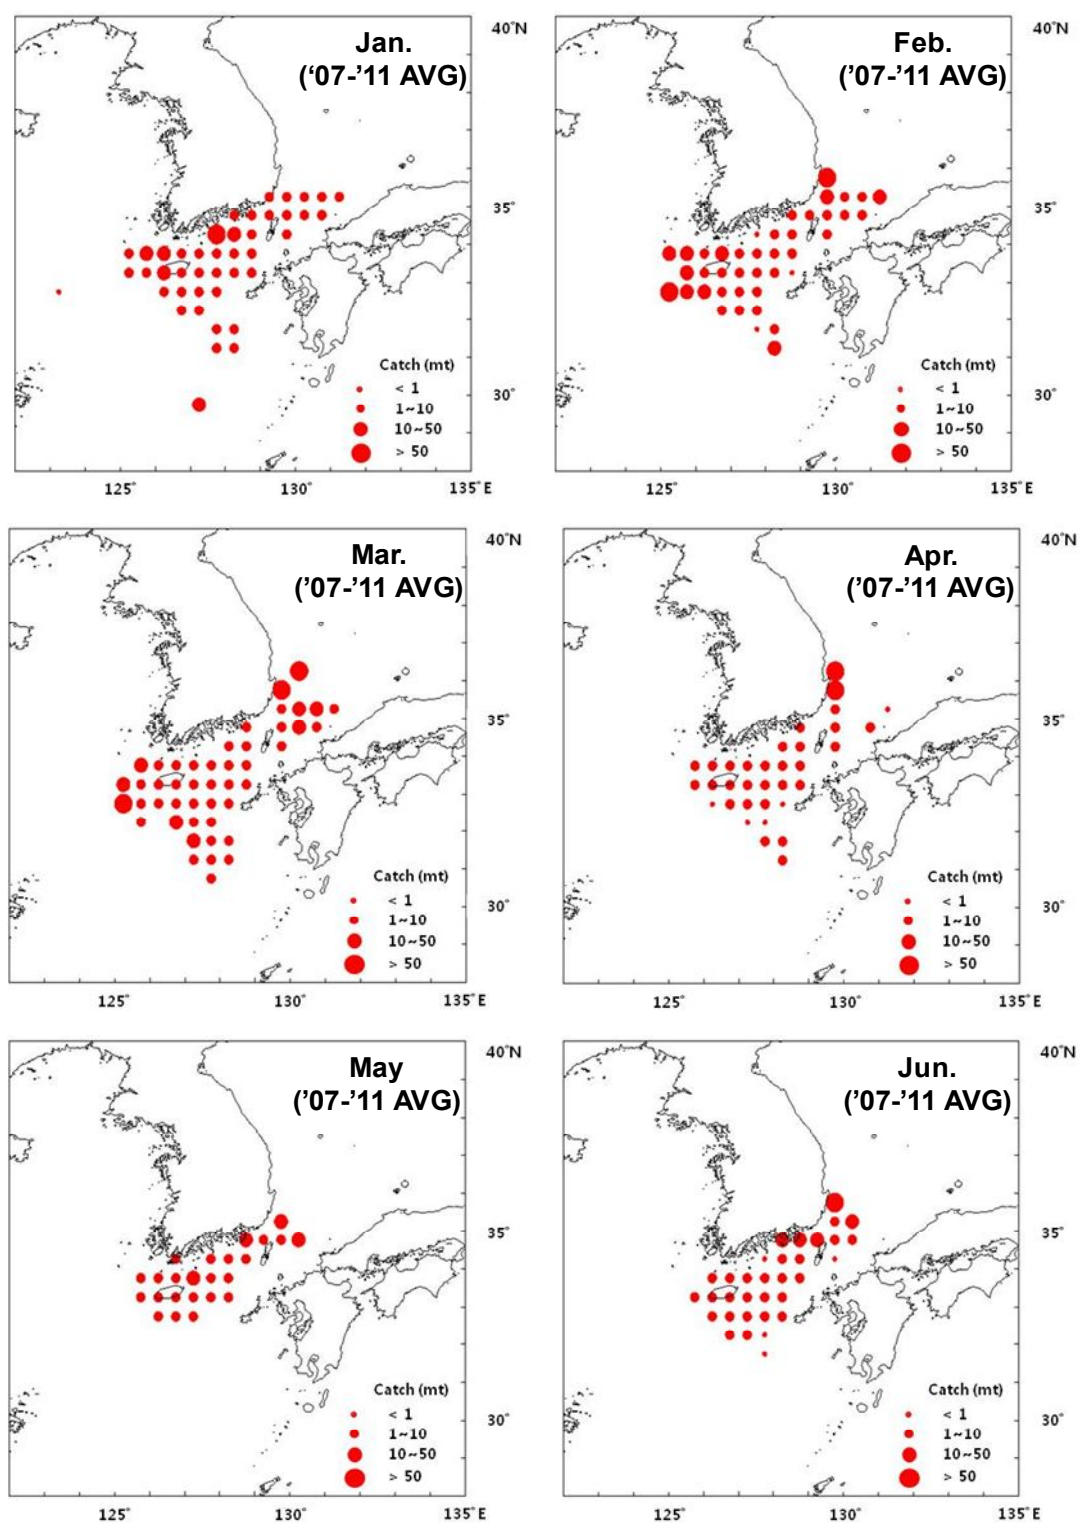 Jan.
(‘07-’11 AVG)
40°N
35°
30°
Catch (mt)
< 1
1~10
10~50
> 50
125°
130°
135°E
Feb.
(’07-’11 AVG)
40°N
35°
30°
Catch (mt)
< 1
1~10
10~50
> 50
125°
130°
135°E
Mar.
(’07-’11 AVG)
40°N
35°
30°
Catch (mt)
< 1
1~10
10~50
> 50
125°
130°
135°E
Apr.
(’07-’11 AVG)
40°N
35°
30°
Catch (mt)
< 1
1~10
10~50
> 50
125°
130°
135°E
May
(’07-’11 AVG)
40°N
35°
30°
Catch (mt)
< 1
1~10
10~50
> 50
125°
130°
135°E
Jun.
(’07-’11 AVG)
40°N
35°
30°
Catch (mt)
< 1
1~10
10~50
> 50
125°
130°
135°E